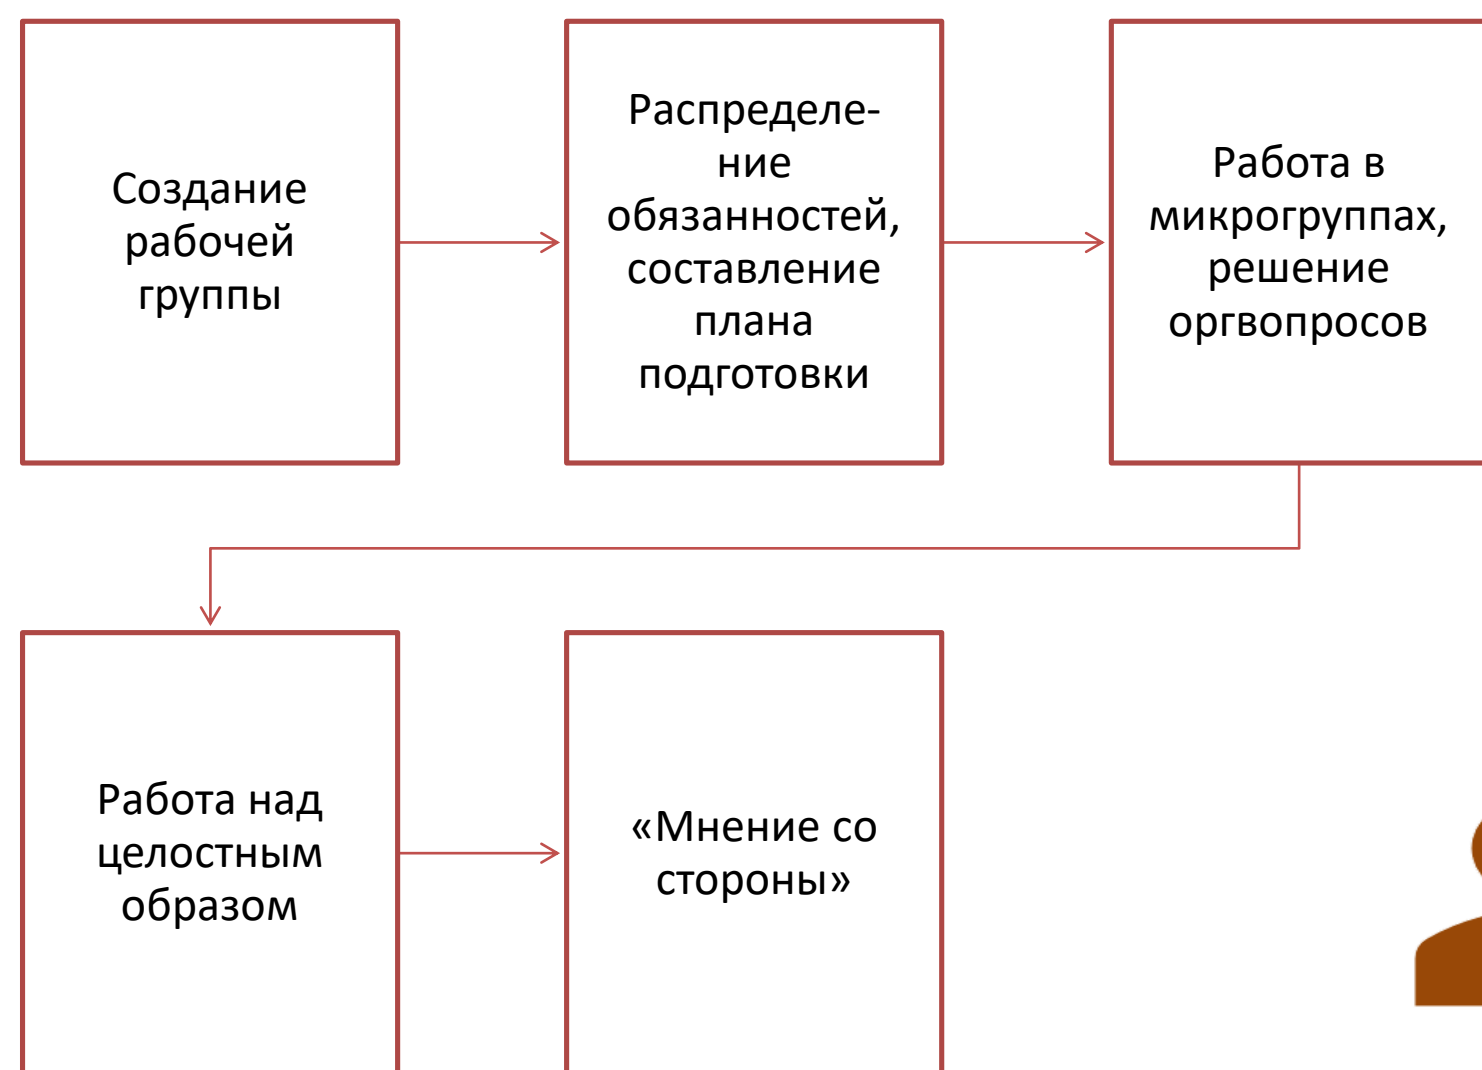 Создание
рабочей
группы
Распределе-
ние
обязанностей,
составление
плана
подготовки
Работа в
микрогруппах,
решение
оргвопросов
Работа над
целостным
образом
«Мнение со
стороны»